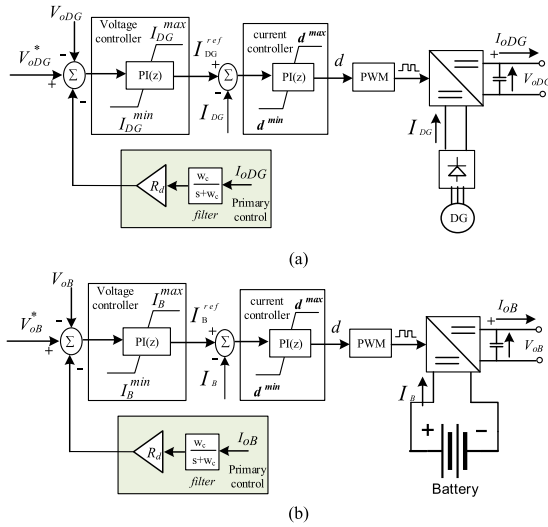 V_oDG
Voltage controller
I_DG^max
I_DG^ref
current controller
d^max
d
I_oDG
V*_oDG
-
+
Σ
-
PI(z)
+
Σ
-
PI(z)
PWM
+
-
V_oDG
I_DG^min
I_DG
d^min
I_DG
R_d
w_c
s+w_c
I_oDG
filter
Primary control
DG
(a)
V_oB
Voltage controller
I_B^max
I_B^ref
current controller
d^max
d
I_oB
V*_oB
-
+
Σ
-
PI(z)
+
Σ
-
PI(z)
PWM
+
-
V_oB
I_B^min
I_B
d^min
I_B
R_d
w_c
s+w_c
I_oB
filter
Primary control
+
-
Battery
(b)